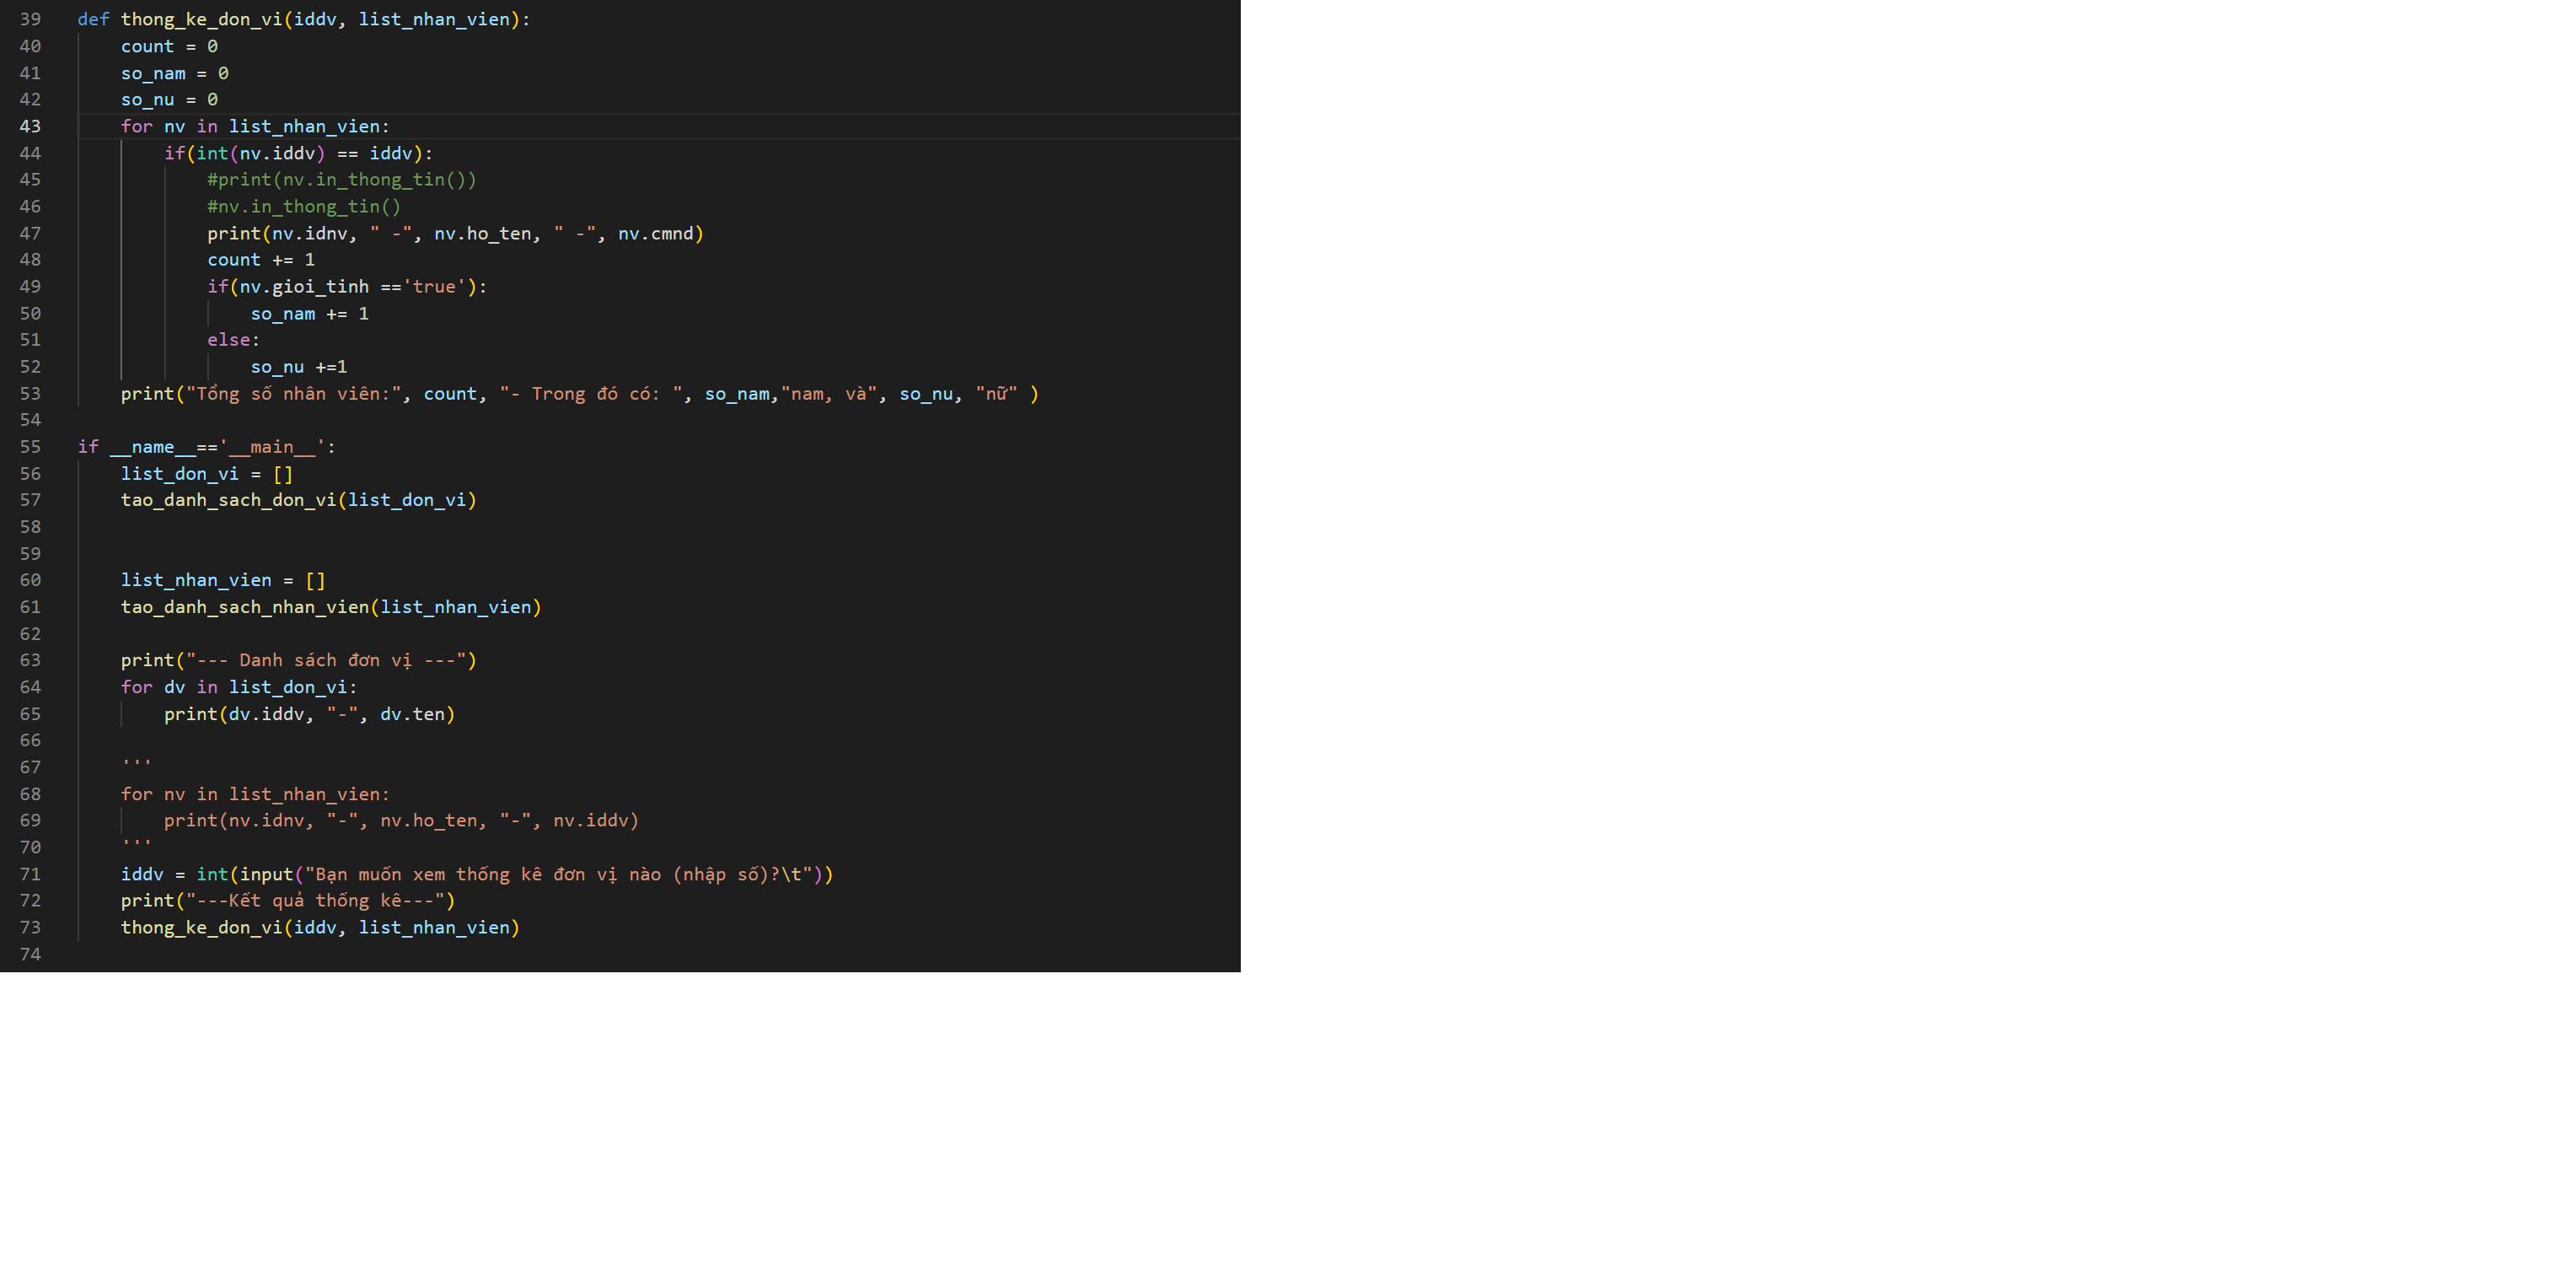 39 def thong_ke_don_vi(iddv, list_nhan_vien):
40     count = 0
41     so_nam = 0
42     so_nu = 0
43     for nv in list_nhan_vien:
44         if(int(nv.iddv) == iddv):
45             #print(nv.in_thong_tin())
46             #nv.in_thong_tin()
47             print(nv.idnv, " -", nv.ho_ten, " -", nv.cmnd)
48             count += 1
49             if(nv.gioi_tinh =='true'):
50                 so_nam += 1
51             else:
52                 so_nu +=1
53     print("Tổng số nhân viên:", count, "- Trong đó có: ", so_nam,"nam, và", so_nu, "nữ" )
54
55 if __name__=='__main__':
56     list_don_vi = []
57     tao_danh_sach_don_vi(list_don_vi)
58
59
60     list_nhan_vien = []
61     tao_danh_sach_nhan_vien(list_nhan_vien)
62
63     print("--- Danh sách đơn vị ---")
64     for dv in list_don_vi:
65         print(dv.iddv, "-", dv.ten)
66
67     '''
68     for nv in list_nhan_vien:
69         print(nv.idnv, "-", nv.ho_ten, "-", nv.iddv)
70     '''
71     iddv = int(input("Bạn muốn xem thống kê đơn vị nào (nhập số)?\t"))
72     print("---Kết quả thống kê---")
73     thong_ke_don_vi(iddv, list_nhan_vien)
74